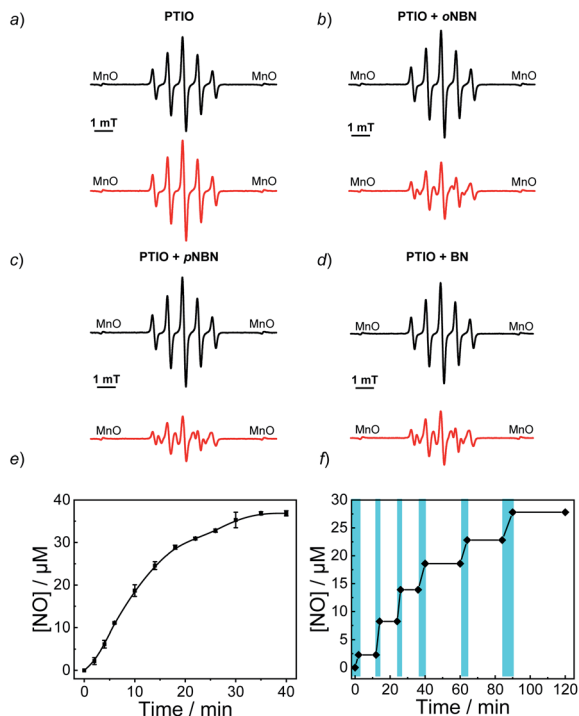 a)
PTIO
MnO
MnO
1 mT
MnO
MnO
b)
PTIO + oNBN
MnO
MnO
1 mT
MnO
MnO
c)
PTIO + pNBN
MnO
MnO
1 mT
MnO
MnO
d)
PTIO + BN
MnO
MnO
1 mT
MnO
MnO
e)
40
30
20
10
0
[NO] / µM
0 10 20 30 40
Time / min
f)
30
25
20
15
10
5
0
[NO] / µM
0 20 40 60 80 100 120
Time / min